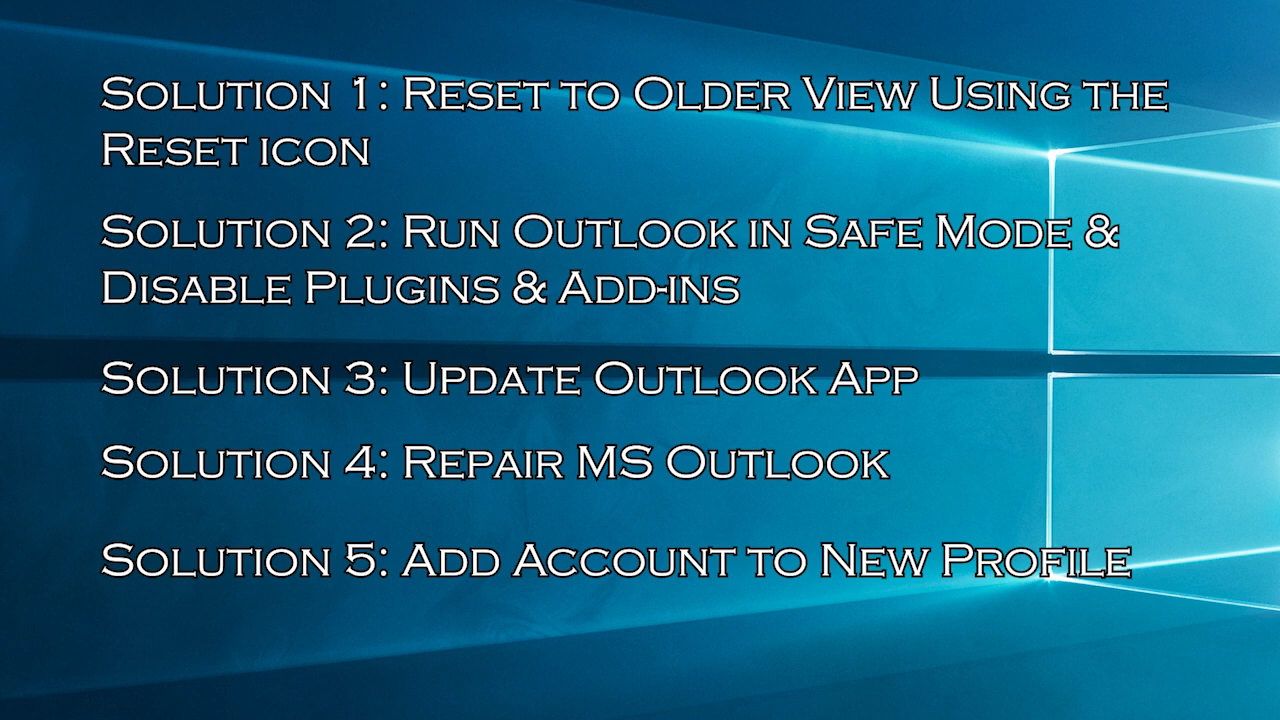 Solution 1: Reset to Older View Using the
Reset icon
Solution 2: Run Outlook in Safe Mode &
Disable Plugins & Add-ins
Solution 3: Update Outlook App
Solution 4: Repair MS Outlook
Solution 5: Add Account to New Profile